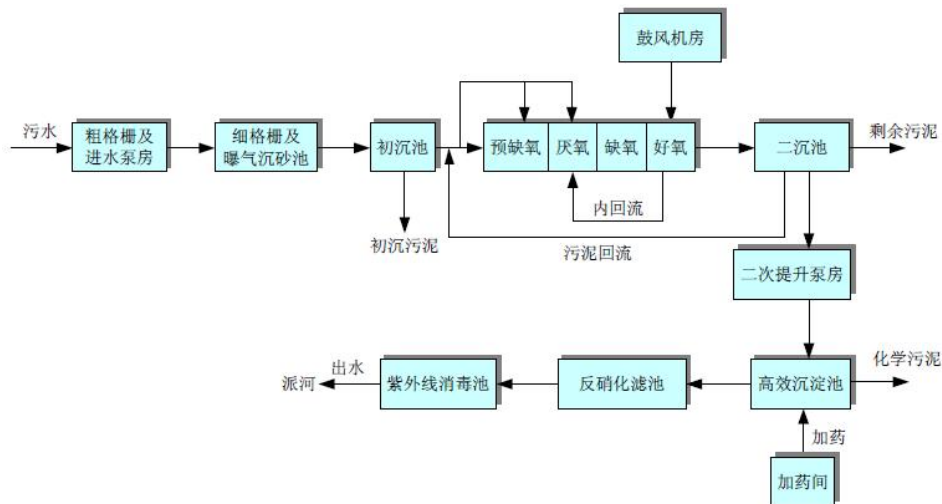 鼓风机房
污水
粗格栅及
进水泵房
细格栅及
曝气沉砂池
初沉池
预缺氧
厌氧
缺氧
好氧
二沉池
剩余污泥
内回流
初沉污泥
污泥回流
二次提升泵房
派河
出水
紫外线消毒池
反硝化滤池
高效沉淀池
化学污泥
加药
加药间